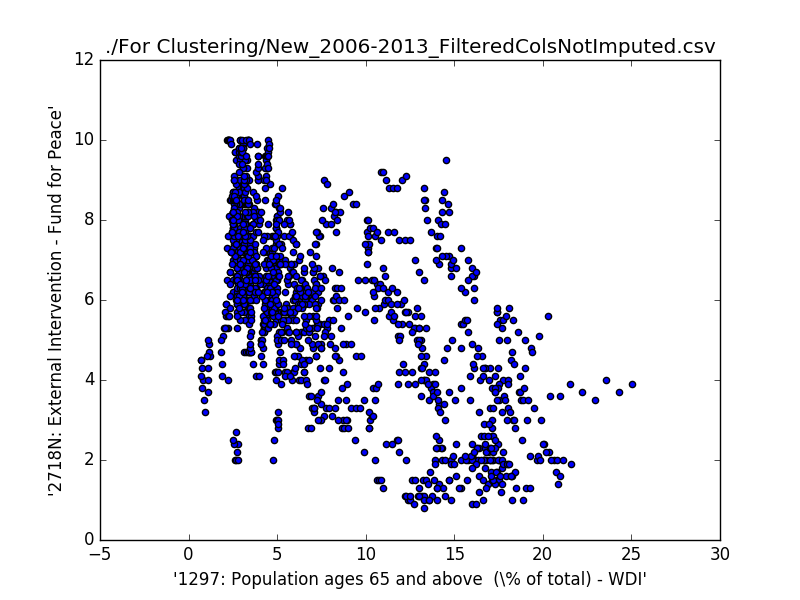 ./For Clustering/New_2006-2013_FilteredColsNotImputed.csv
12
10
8
6
4
2
0
'2718N: External Intervention - Fund for Peace'
−5 0 5 10 15 20 25 30
'1297: Population ages 65 and above  (\% of total) - WDI'